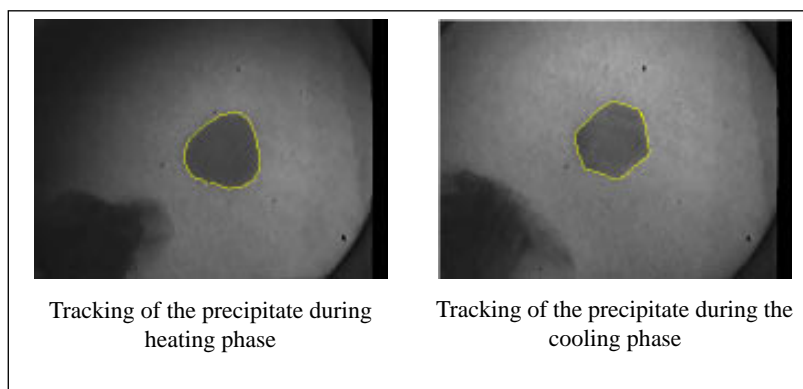 Tracking of the precipitate during
heating phase
Tracking of the precipitate during the
cooling phase